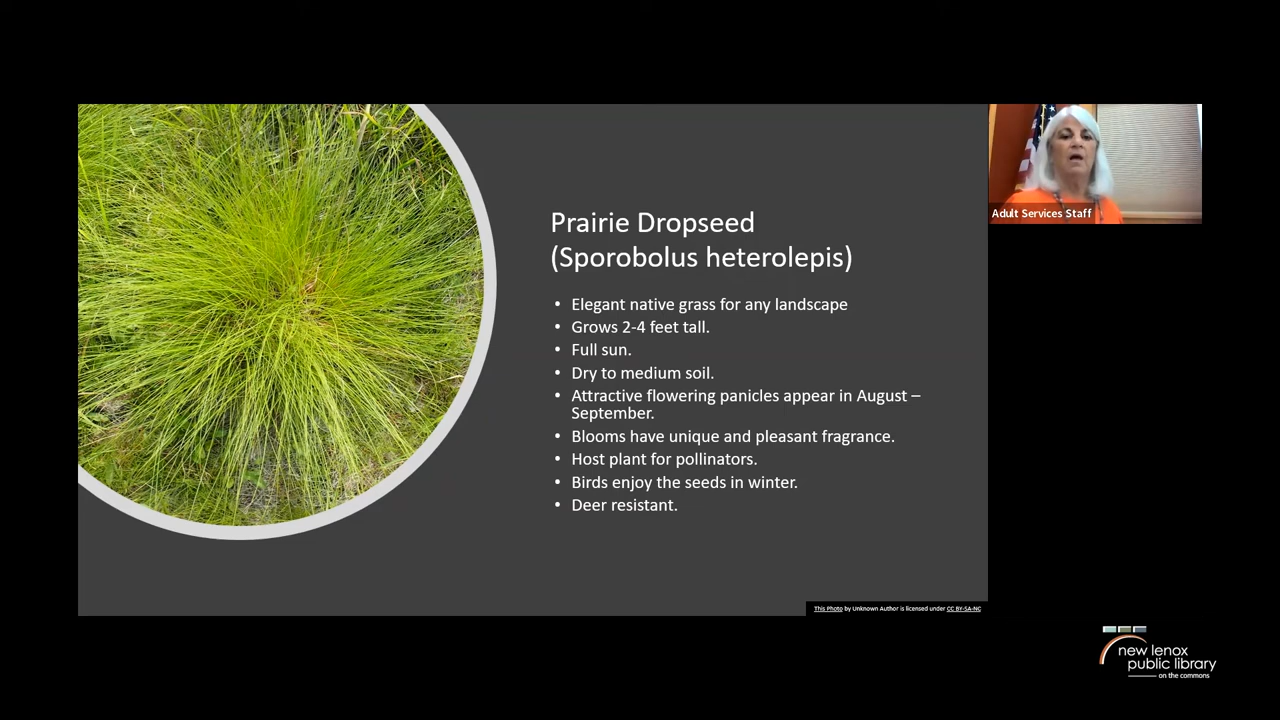 Prairie Dropseed
(Sporobolus heterolepis)
• Elegant native grass for any landscape
• Grows 2-4 feet tall.
• Full sun.
• Dry to medium soil.
• Attractive flowering panicles appear in August –
September.
• Blooms have unique and pleasant fragrance.
• Host plant for pollinators.
• Birds enjoy the seeds in winter.
• Deer resistant.
This Photo by Unknown Author is licensed under CC BY-SA-NC
Adult Services Staff
new lenox
public library
on the commons